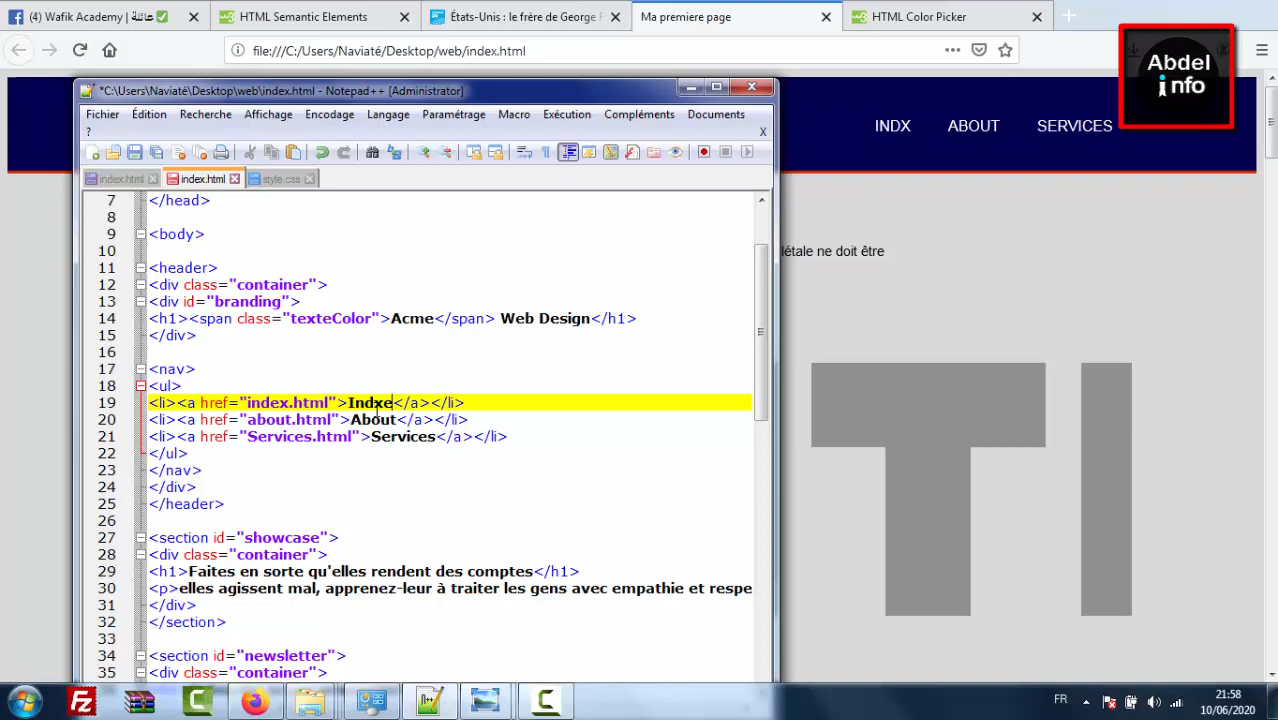 (4) Wafik Academy | عائلة ✅
HTML Semantic Elements
États-Unis : le frère de George F
Ma premiere page
HTML Color Picker
file:///C:/Users/Naviaté/Desktop/web/index.html
Abdel
info
INDX ABOUT SERVICES
*C:\Users\Naviaté\Desktop\web\index.html - Notepad++ [Administrator]
Fichier Édition Recherche Affichage Encodage Langage Paramétrage Macro Exécution Compléments Documents
? X
index.html index.html style.css
létale ne doit être
TI
7 </head>
8
9 <body>
10
11 <header>
12 <div class="container">
13 <div id="branding">
14 <h1><span class="texteColor">Acme</span> Web Design</h1>
15 </div>
16
17 <nav>
18 <ul>
19 <li><a href="index.html">Indxe</a></li>
20 <li><a href="about.html">About</a></li>
21 <li><a href="Services.html">Services</a></li>
22 </ul>
23 </nav>
24 </div>
25 </header>
26
27 <section id="showcase">
28 <div class="container">
29 <h1>Faites en sorte qu'elles rendent des comptes</h1>
30 <p>elles agissent mal, apprenez-leur à traiter les gens avec empathie et respe
31 </div>
32 </section>
33
34 <section id="newsletter">
35 <div class="container">
FR
21:58
10/06/2020